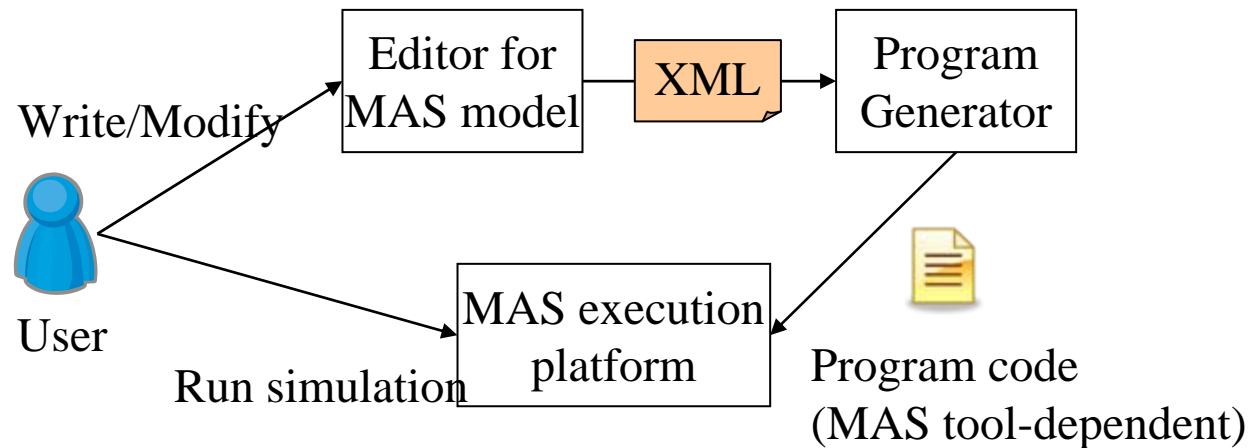 Editor for
MAS model
XML
Program
Generator
Write/Modify
User
MAS execution
platform
Run simulation
Program code
(MAS tool-dependent)